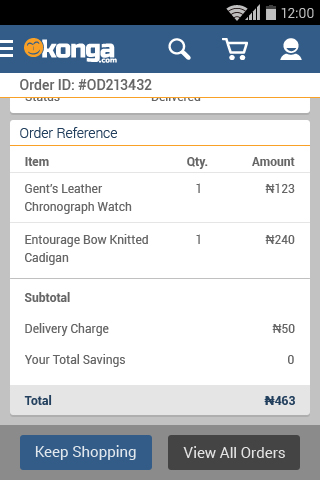 12:00
konga
.com
Order ID: #OD213432
Status Delivered
Order Reference
Item Qty. Amount
Gent's Leather 1 ₦123
Chronograph Watch
Entourage Bow Knitted 1 ₦240
Cadigan
Subtotal
Delivery Charge ₦50
Your Total Savings 0
Total ₦463
Keep Shopping View All Orders